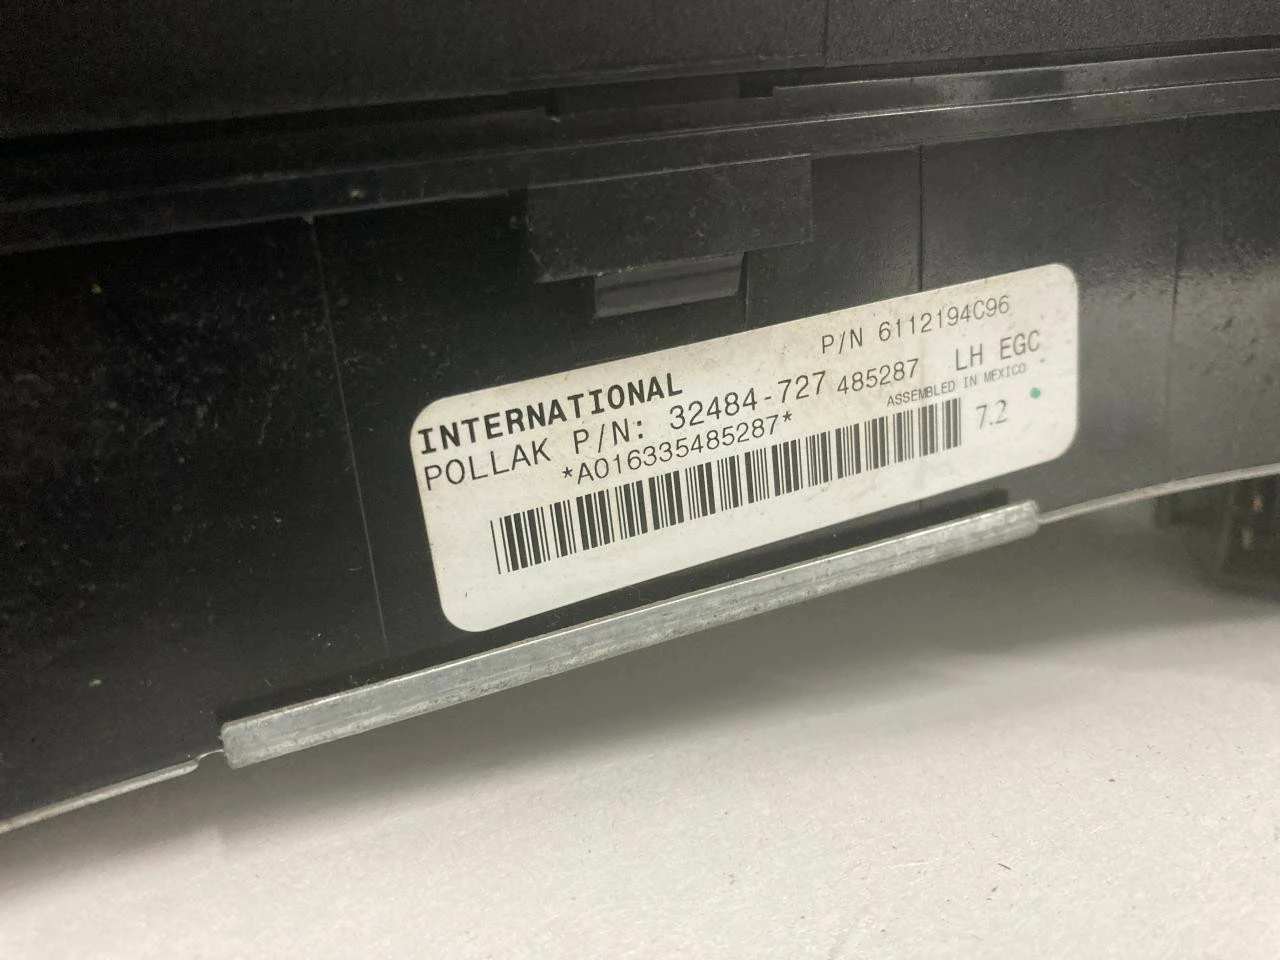 INTERNATIONAL P/N 6112194C96
POLLAK P/N: 32484-727 485287 LH EGC
*A016335485287* ASSEMBLED IN MEXICO
7.2